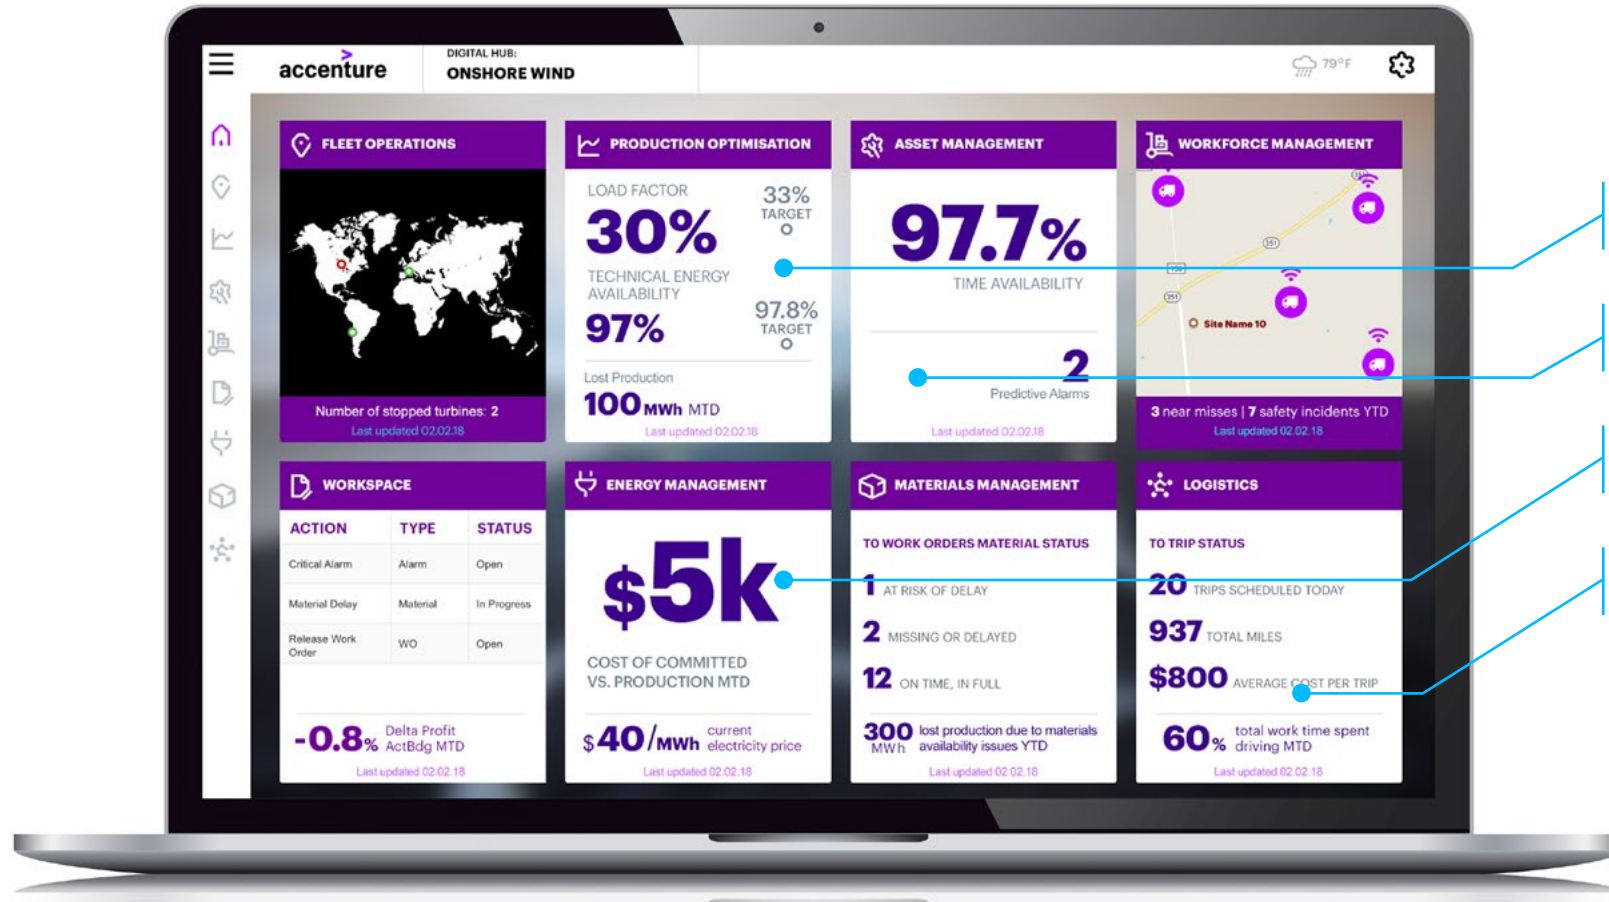 accenture
DIGITAL HUB:
ONSHORE WIND
79°F
FLEET OPERATIONS
Number of stopped turbines: 2
Last updated 02.02.18
PRODUCTION OPTIMISATION
LOAD FACTOR
30%
33%
TARGET
TECHNICAL ENERGY
AVAILABILITY
97%
97.8%
TARGET
Lost Production
100 MWh MTD
Last updated 02.02.18
ASSET MANAGEMENT
97.7%
TIME AVAILABILITY
2
Predictive Alarms
Last updated 02.02.18
WORKFORCE MANAGEMENT
351
351
Site Name 10
3 near misses | 7 safety incidents YTD
Last updated 02.02.18
WORKSPACE
ACTION TYPE STATUS
Critical Alarm Alarm Open
Material Delay Material In Progress
Release Work
Order WO Open
-0.8% Delta Profit
ActBdg MTD
Last updated 02.02.18
ENERGY MANAGEMENT
$5k
COST OF COMMITTED
VS. PRODUCTION MTD
$40/MWh current
electricity price
Last updated 02.02.18
MATERIALS MANAGEMENT
TO WORK ORDERS MATERIAL STATUS
1 AT RISK OF DELAY
2 MISSING OR DELAYED
12 ON TIME, IN FULL
300 lost production due to materials
MWh availability issues YTD
Last updated 02.02.18
LOGISTICS
TO TRIP STATUS
20 TRIPS SCHEDULED TODAY
937 TOTAL MILES
$800 AVERAGE COST PER TRIP
60% total work time spent
driving MTD
Last updated 02.02.18